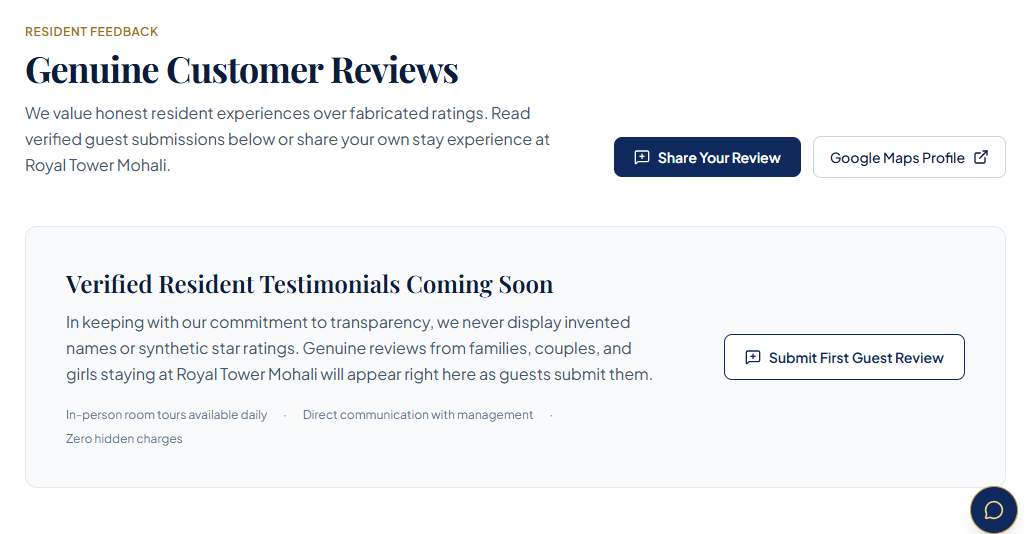 RESIDENT FEEDBACK
Genuine Customer Reviews
We value honest resident experiences over fabricated ratings. Read
verified guest submissions below or share your own stay experience at
Royal Tower Mohali.
Share Your Review
Google Maps Profile
Verified Resident Testimonials Coming Soon
In keeping with our commitment to transparency, we never display invented
names or synthetic star ratings. Genuine reviews from families, couples, and
girls staying at Royal Tower Mohali will appear right here as guests submit them.
Submit First Guest Review
In-person room tours available daily · Direct communication with management ·
Zero hidden charges